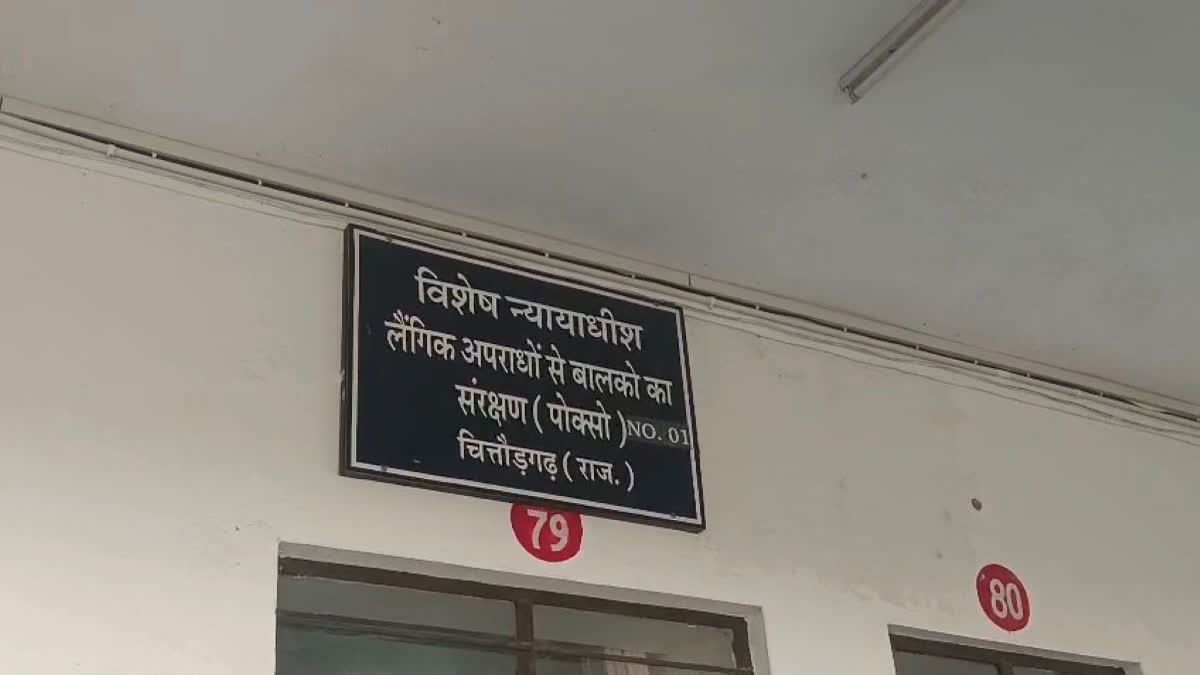 विशेष न्यायाधीश
लैंगिक अपराधों से बालको का
संरक्षण ( पोक्सो ) NO. 01
चित्तौड़गढ़ ( राज. )
79
80